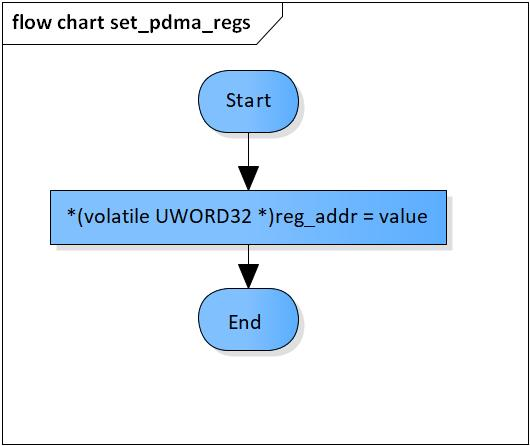 flow chart set_pdma_regs
Start
*(volatile UWORD32 *)reg_addr = value
End